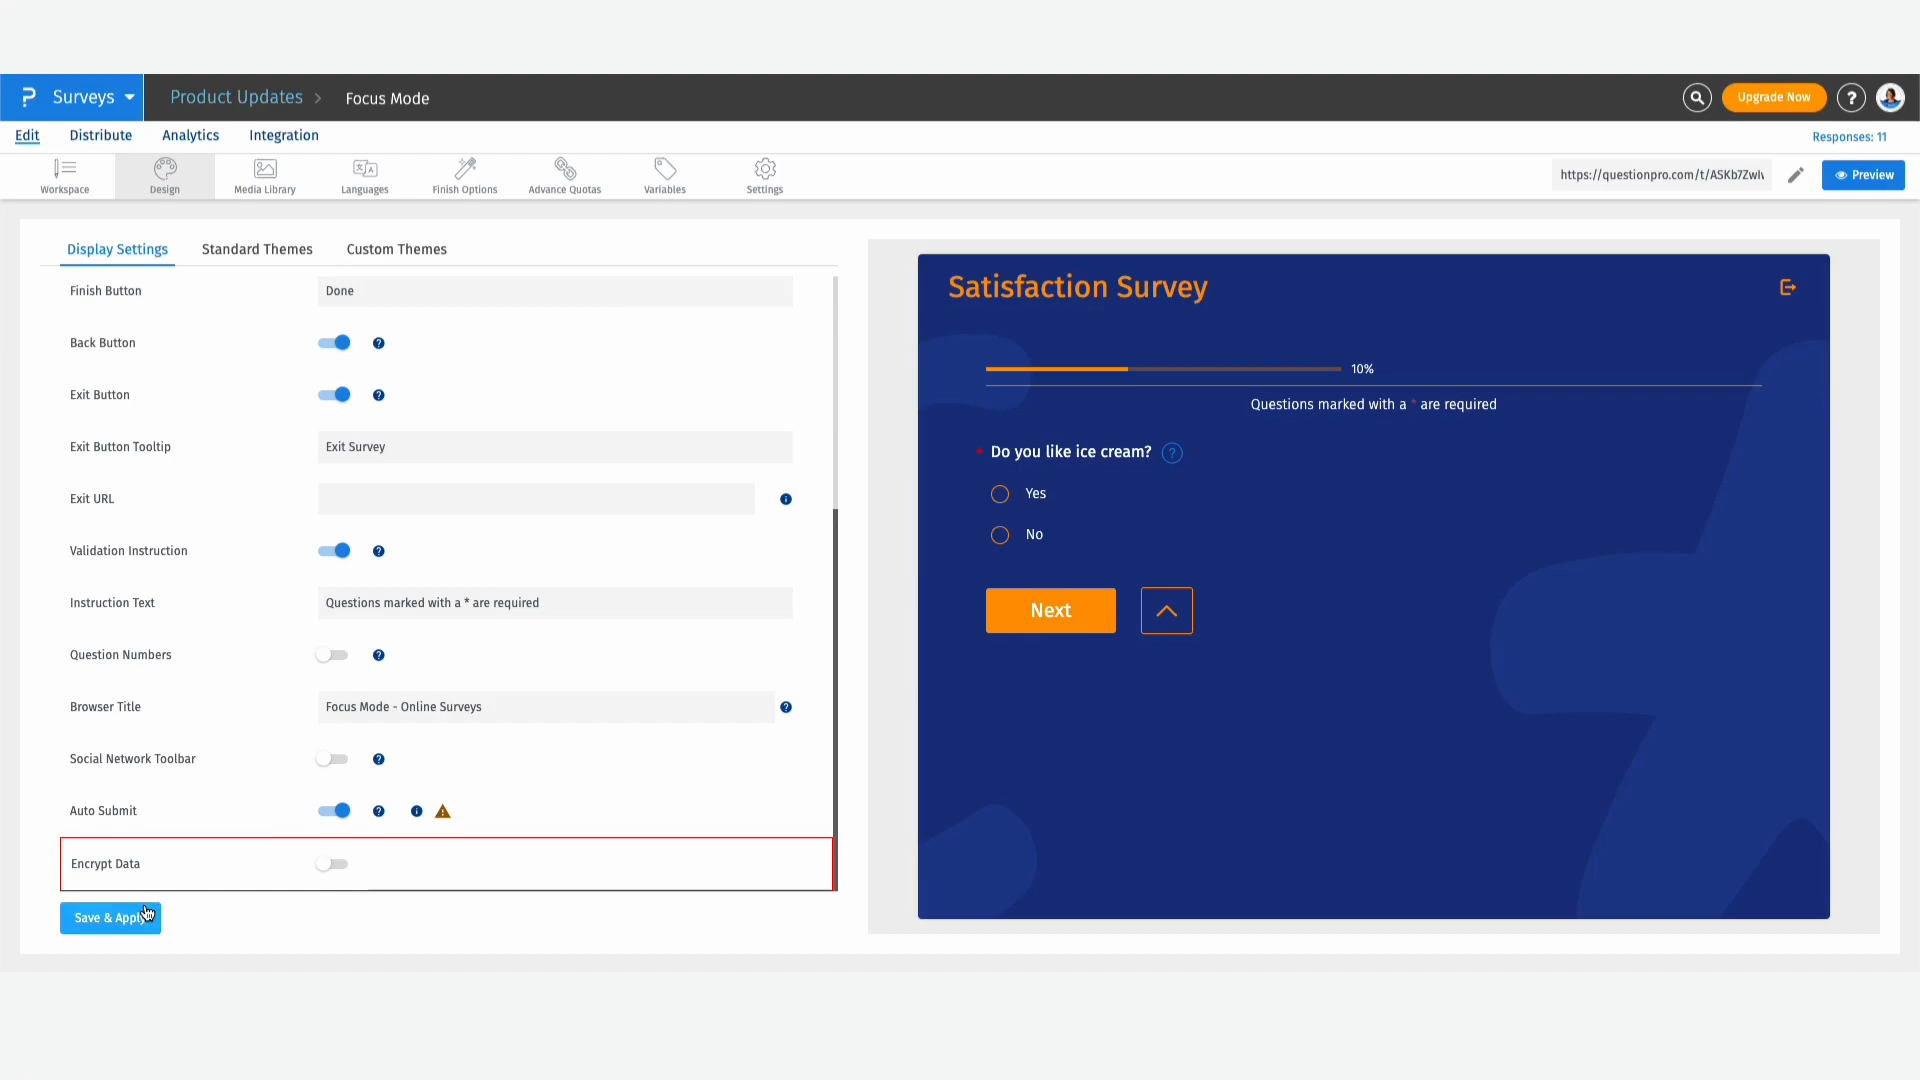 Surveys
Product Updates
Focus Mode
Upgrade Now
?
Edit
Distribute
Analytics
Integration
Responses: 11
Workspace
Design
Media Library
Languages
Finish Options
Advance Quotas
Variables
Settings
https://questionpro.com/t/ASKb7Zwl
Preview
Display Settings
Standard Themes
Custom Themes
Finish Button
Done
Back Button
?
Exit Button
?
Exit Button Tooltip
Exit Survey
Exit URL
Validation Instruction
?
Instruction Text
Questions marked with a * are required
Question Numbers
?
Browser Title
Focus Mode - Online Surveys
?
Social Network Toolbar
?
Auto Submit
?
Encrypt Data
Save & Apply
Satisfaction Survey
10%
Questions marked with a * are required
* Do you like ice cream? ?
Yes
No
Next